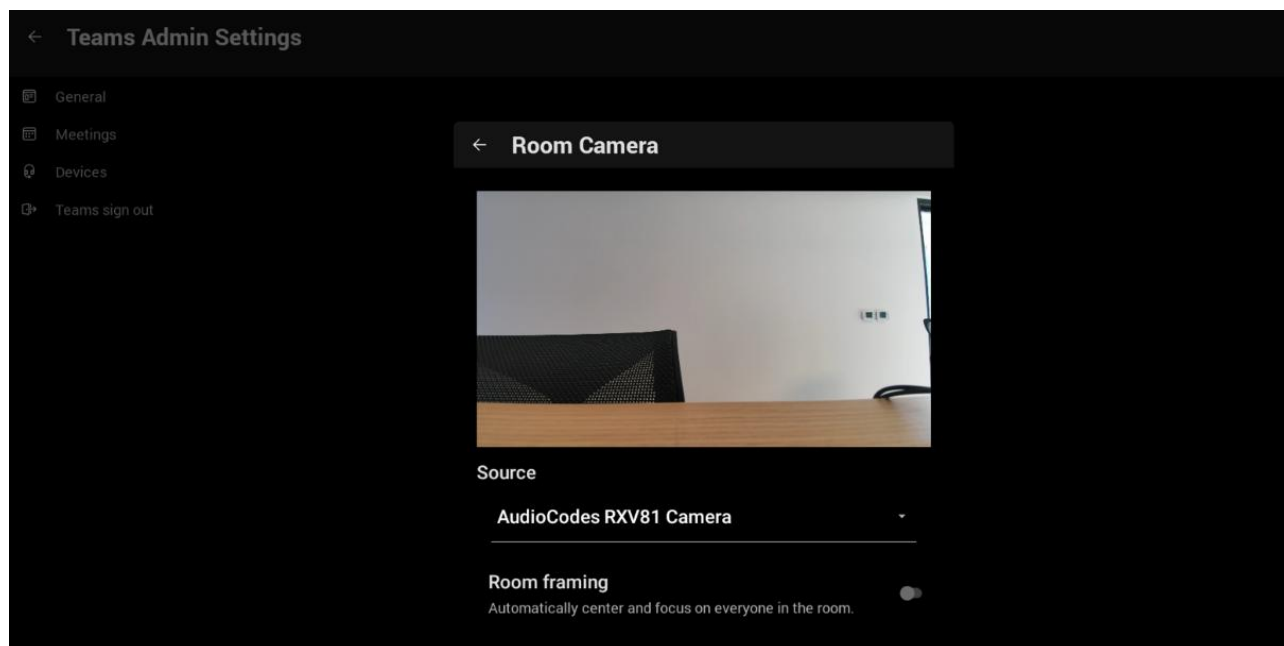 Teams Admin Settings
General
Meetings
Devices
Teams sign out
Room Camera
Source
AudioCodes RXV81 Camera
Room framing
Automatically center and focus on everyone in the room.